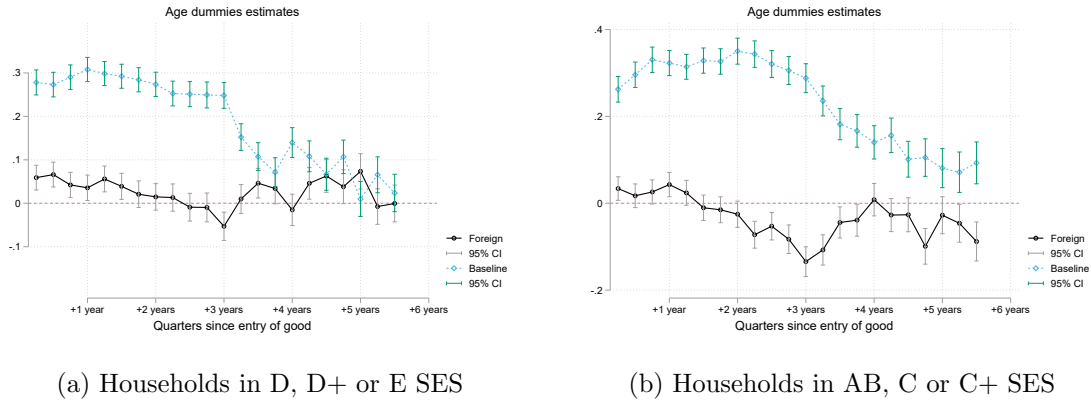 Age dummies estimates
.3
.2
.1
0
-.1
+1 year
+2 years
+3 years
+4 years
+5 years
+6 years
Quarters since entry of good
Foreign
95% CI
Baseline
95% CI
(a) Households in D, D+ or E SES
Age dummies estimates
.4
.2
0
-.2
+1 year
+2 years
+3 years
+4 years
+5 years
+6 years
Quarters since entry of good
Foreign
95% CI
Baseline
95% CI
(b) Households in AB, C or C+ SES